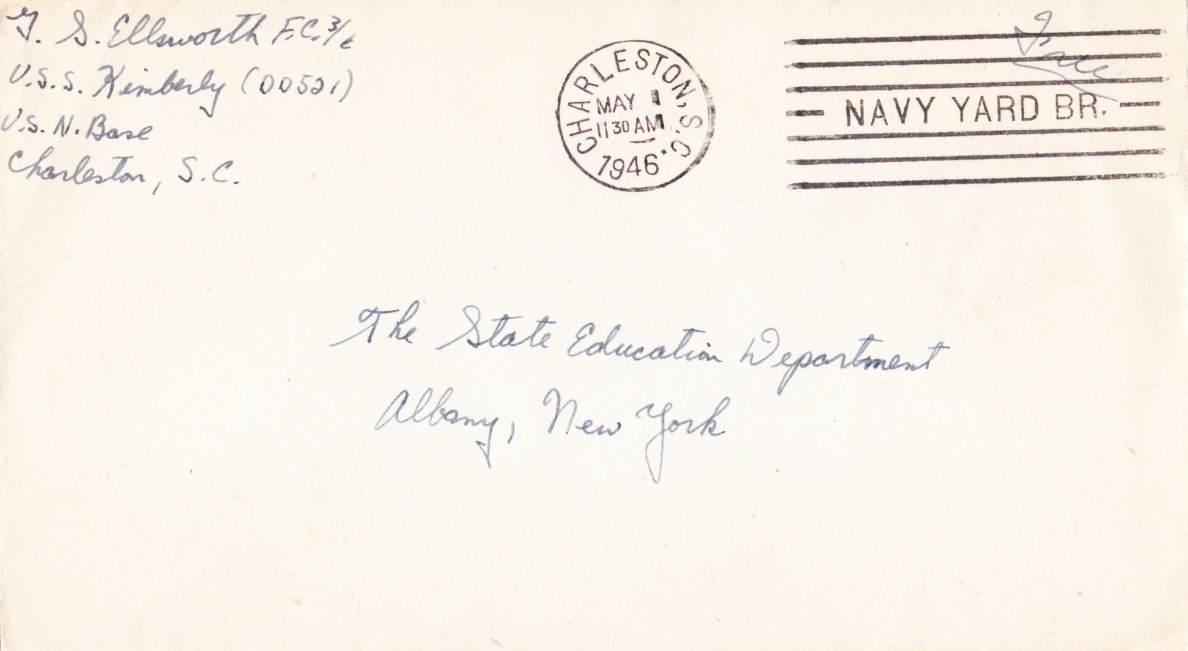 G. S. Ellsworth F.C. 3/c
U.S.S. Kimberly (DD521)
U.S. N. Base
Charleston, S.C.
CHARLESTON, S.C.
MAY 1
11 30 AM
1946
Free
NAVY YARD BR.
The State Education Department
Albany, New York